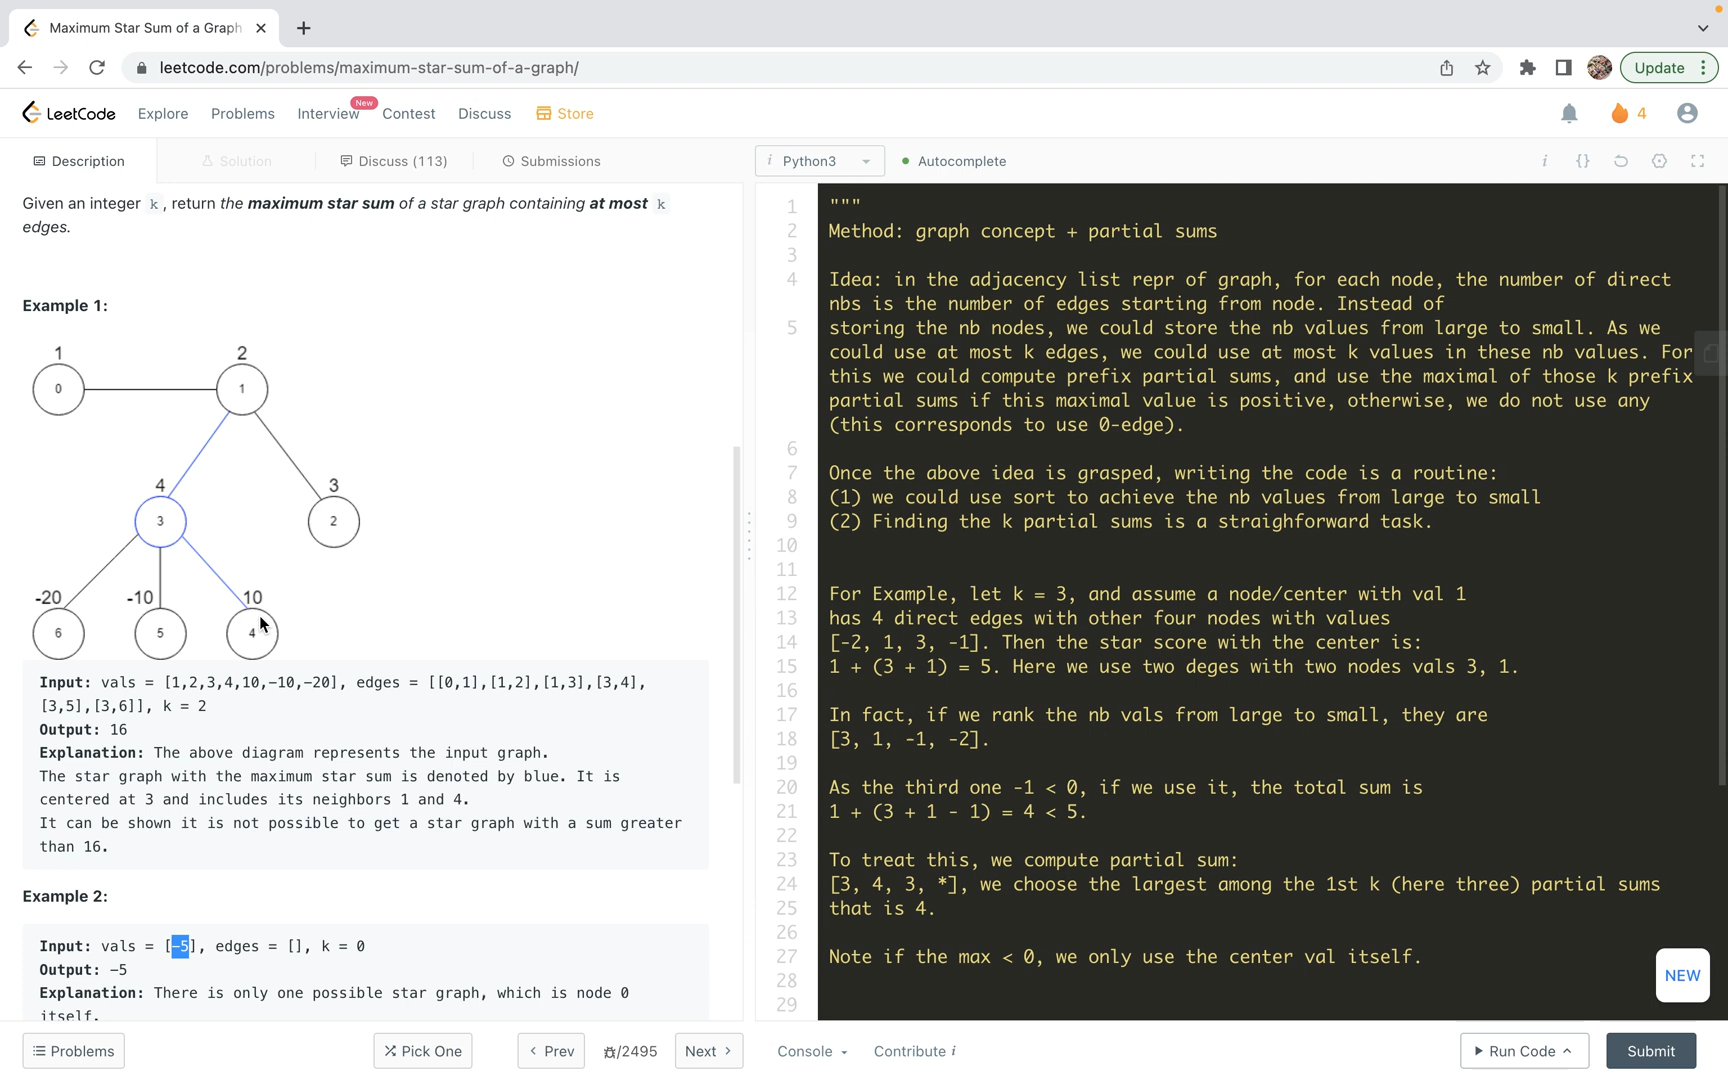 Maximum Star Sum of a Graph
leetcode.com/problems/maximum-star-sum-of-a-graph/
Update
LeetCode Explore Problems Interview New Contest Discuss Store 4
Description Solution Discuss (113) Submissions
i Python3 Autocomplete i {}
Given an integer k , return the maximum star sum of a star graph containing at most k
edges.
Example 1:
1 2
0 1
4 3
3 2
-20 -10 10
6 5 4
Input: vals = [1,2,3,4,10,-10,-20], edges = [[0,1],[1,2],[1,3],[3,4],
[3,5],[3,6]], k = 2
Output: 16
Explanation: The above diagram represents the input graph.
The star graph with the maximum star sum is denoted by blue. It is
centered at 3 and includes its neighbors 1 and 4.
It can be shown it is not possible to get a star graph with a sum greater
than 16.
Example 2:
Input: vals = [-5], edges = [], k = 0
Output: -5
Explanation: There is only one possible star graph, which is node 0
itself.
1 """
2 Method: graph concept + partial sums
3
4 Idea: in the adjacency list repr of graph, for each node, the number of direct
nbs is the number of edges starting from node. Instead of
5 storing the nb nodes, we could store the nb values from large to small. As we
could use at most k edges, we could use at most k values in these nb values. For
this we could compute prefix partial sums, and use the maximal of those k prefix
partial sums if this maximal value is positive, otherwise, we do not use any
(this corresponds to use 0-edge).
6
7 Once the above idea is grasped, writing the code is a routine:
8 (1) we could use sort to achieve the nb values from large to small
9 (2) Finding the k partial sums is a straighforward task.
10
11
12 For Example, let k = 3, and assume a node/center with val 1
13 has 4 direct edges with other four nodes with values
14 [-2, 1, 3, -1]. Then the star score with the center is:
15 1 + (3 + 1) = 5. Here we use two deges with two nodes vals 3, 1.
16
17 In fact, if we rank the nb vals from large to small, they are
18 [3, 1, -1, -2].
19
20 As the third one -1 < 0, if we use it, the total sum is
21 1 + (3 + 1 - 1) = 4 < 5.
22
23 To treat this, we compute partial sum:
24 [3, 4, 3, *], we choose the largest among the 1st k (here three) partial sums
25 that is 4.
26
27 Note if the max < 0, we only use the center val itself.
28
29
NEW
Problems Pick One Prev /2495 Next Console Contribute i Run Code Submit